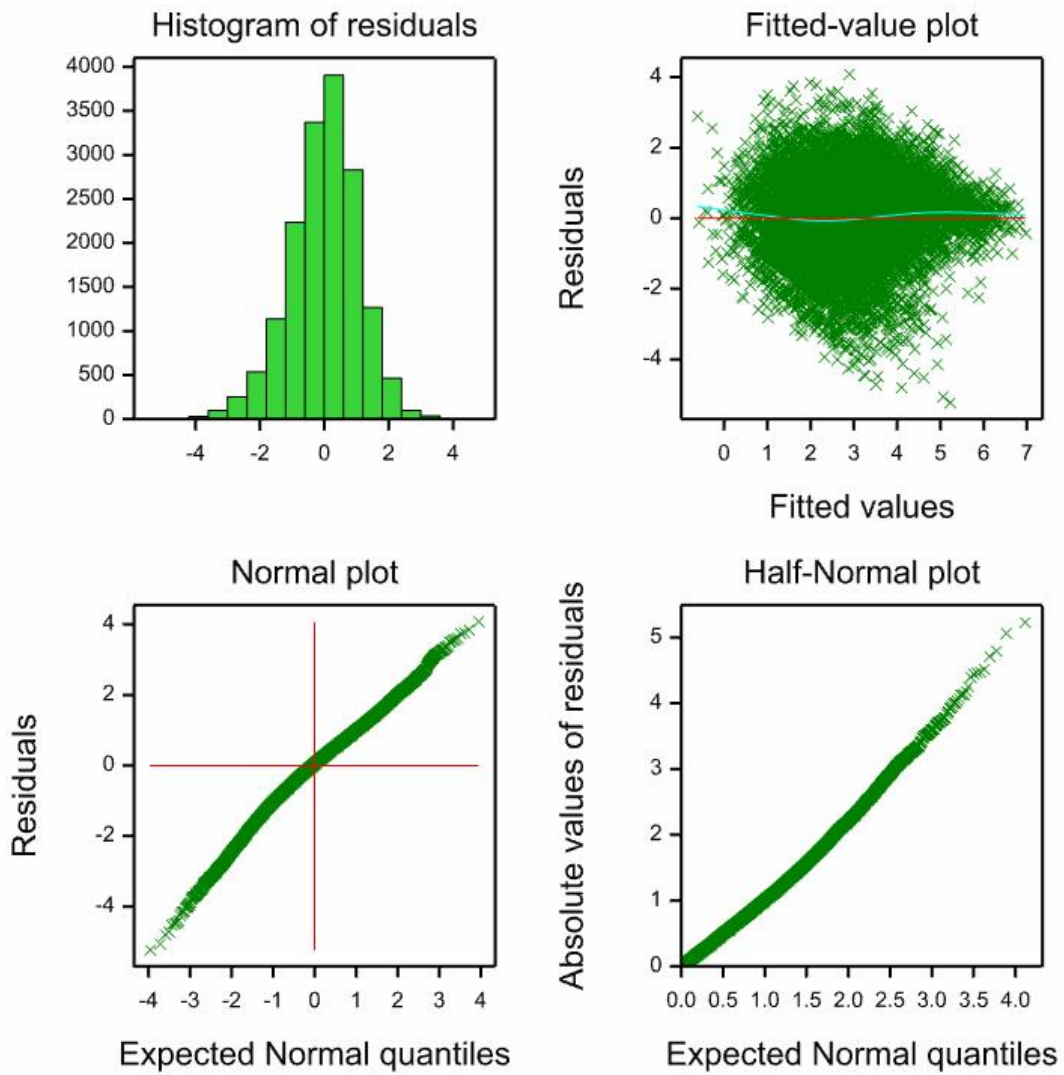 Histogram of residuals
4000
3500
3000
2500
2000
1500
1000
500
0
-4 -2 0 2 4
Fitted-value plot
Residuals
4
2
0
-2
-4
0 1 2 3 4 5 6 7
Fitted values
Normal plot
Residuals
4
2
0
-2
-4
-4 -3 -2 -1 0 1 2 3 4
Expected Normal quantiles
Half-Normal plot
Absolute values of residuals
5
4
3
2
1
0
0.0 0.5 1.0 1.5 2.0 2.5 3.0 3.5 4.0
Expected Normal quantiles